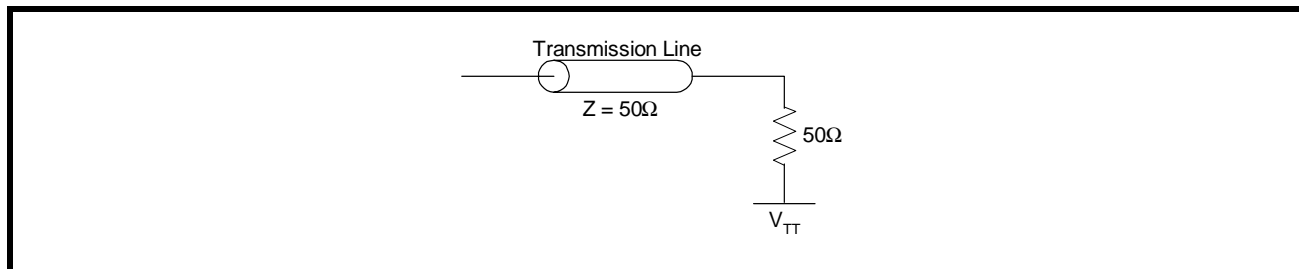 Transmission Line
Z = 50Ω
50Ω
V_TT